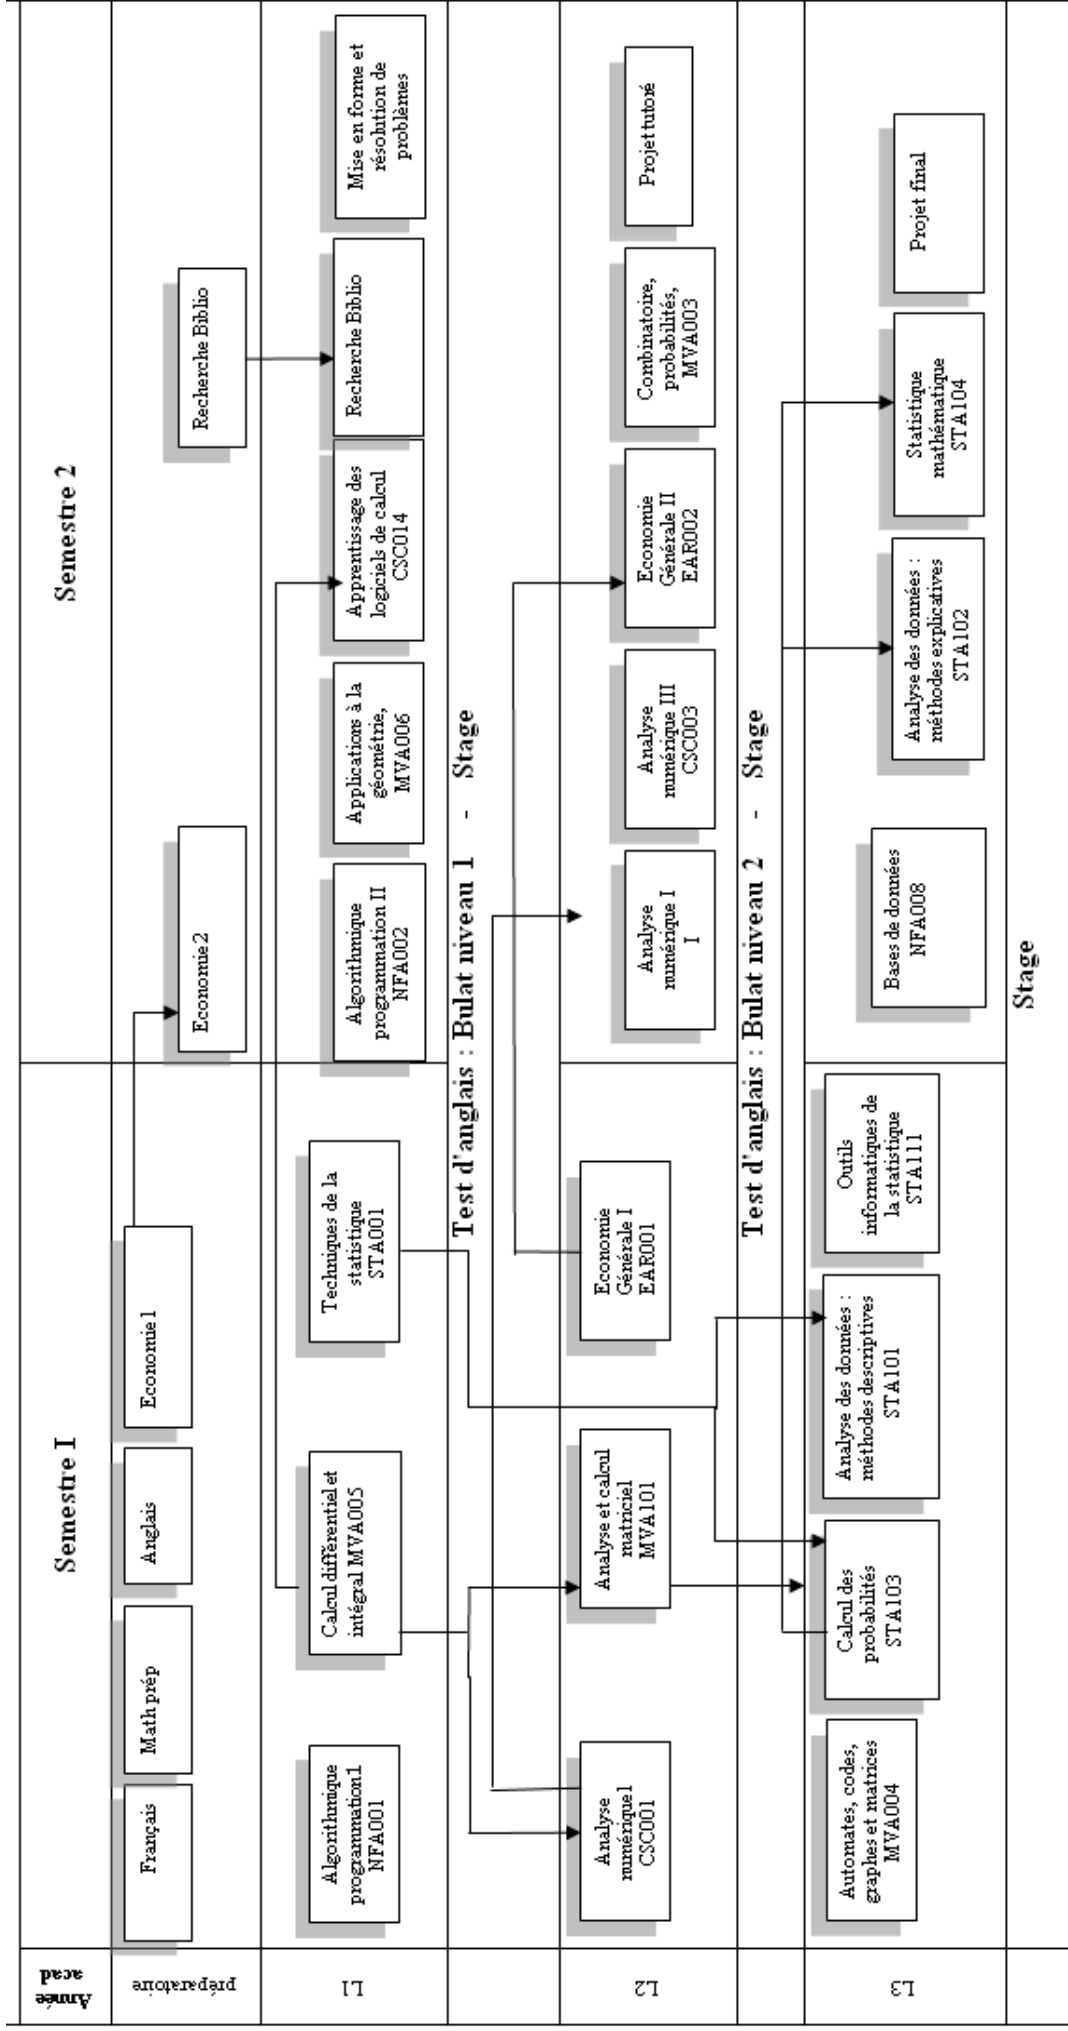 Année
acad
Semestre I
Semestre 2
préparatoire
Français
Math prép
Anglais
Economie 1
Economie 2
Recherche Biblio
L1
Algorithmique
programmation1
NFA001
Calcul différentiel et
intégral MVA005
Techniques de la
statistique
STA001
Algorithmique
programmation II
NFA002
Applications à la
géométrie,
MVA006
Apprentissage des
logiciels de calcul
CSC014
Recherche Biblio
Mise en forme et
résolution de
problèmes
Test d'anglais : Bulat niveau 1 - Stage
L2
Analyse
numérique I
CSC001
Analyse et calcul
matriciel
MVA101
Economie
Générale I
EAR001
Analyse
numérique I
I
Analyse
numérique III
CSC003
Economie
Générale II
EAR002
Combinatoire,
probabilités,
MVA003
Projet tutoré
Test d'anglais : Bulat niveau 2 - Stage
L3
Automates, codes,
graphes et matrices
MVA004
Calcul des
probabilités
STA103
Analyse des données :
méthodes descriptives
STA101
Outils
informatiques de
la statistique
STA111
Bases de données
NFA008
Analyse des données :
méthodes explicatives
STA102
Statistique
mathématique
STA104
Projet final
Stage